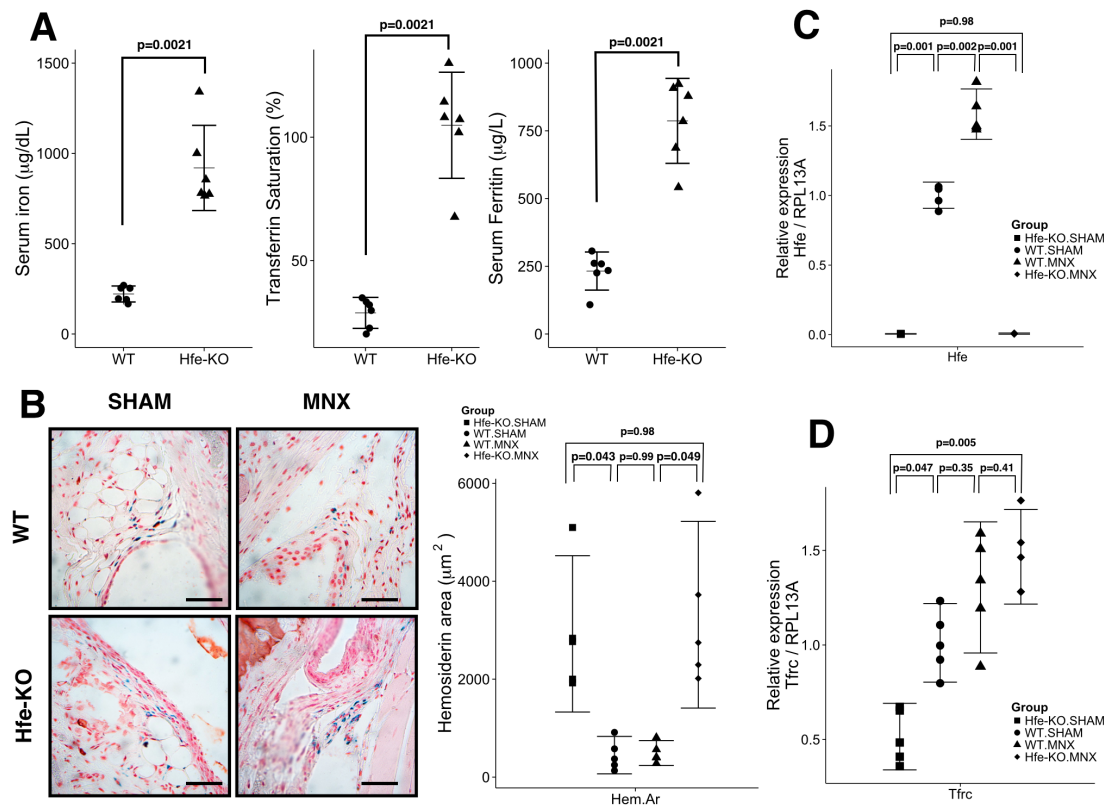 A
p=0.0021
Serum iron (μg/dL)
1500
1000
500
0
WT
Hfe-KO
p=0.0021
Transferrin Saturation (%)
100
50
WT
Hfe-KO
p=0.0021
Serum Ferritin (μg/L)
1000
750
500
250
0
WT
Hfe-KO
C
p=0.98
p=0.001
p=0.002
p=0.001
Relative expression
Hfe / RPL13A
1.5
1.0
0.5
0.0
Hfe
Group
Hfe-KO.SHAM
WT.SHAM
WT.MNX
Hfe-KO.MNX
B
SHAM
MNX
WT
Hfe-KO
Group
Hfe-KO.SHAM
WT.SHAM
WT.MNX
Hfe-KO.MNX
p=0.98
p=0.043
p=0.99
p=0.049
Hemosiderin area (μm²)
6000
4000
2000
0
Hem.Ar
D
p=0.005
p=0.047
p=0.35
p=0.41
Relative expression
Tfrc / RPL13A
1.5
1.0
0.5
Tfrc
Group
Hfe-KO.SHAM
WT.SHAM
WT.MNX
Hfe-KO.MNX